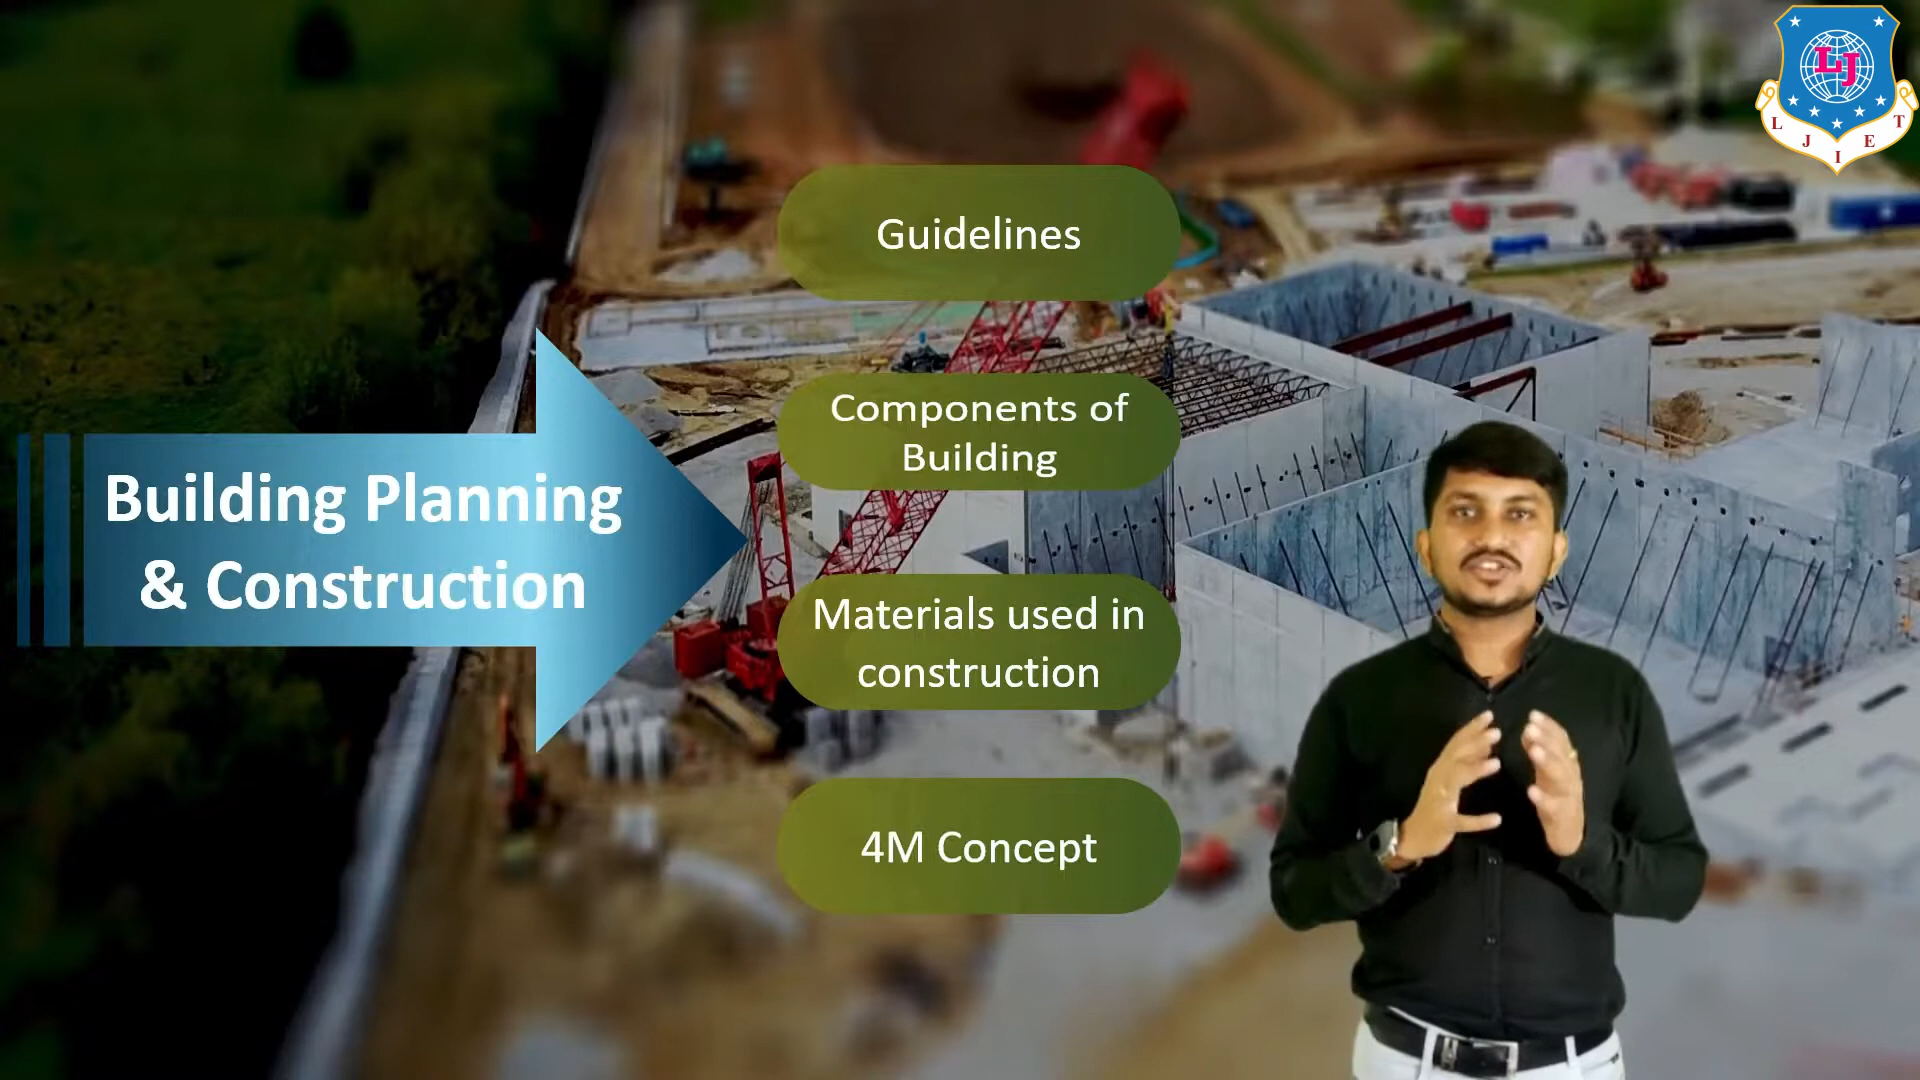 Building Planning
& Construction
Guidelines
Components of
Building
Materials used in
construction
4M Concept
LJ
L J I E T